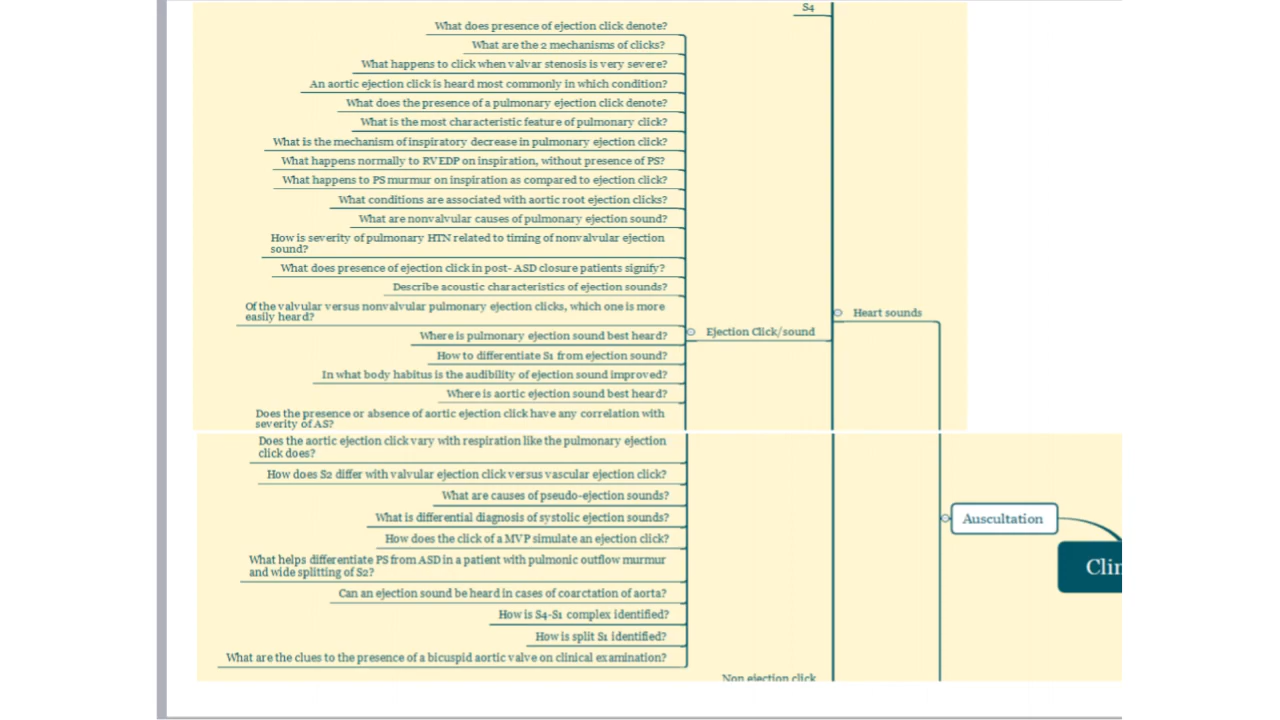 S4
What does presence of ejection click denote?
What are the 2 mechanisms of clicks?
What happens to click when valvar stenosis is very severe?
An aortic ejection click is heard most commonly in which condition?
What does the presence of a pulmonary ejection click denote?
What is the most characteristic feature of pulmonary click?
What is the mechanism of inspiratory decrease in pulmonary ejection click?
What happens normally to RVEDP on inspiration, without presence of PS?
What happens to PS murmur on inspiration as compared to ejection click?
What conditions are associated with aortic root ejection clicks?
What are nonvalvular causes of pulmonary ejection sound?
How is severity of pulmonary HTN related to timing of nonvalvular ejection
sound?
What does presence of ejection click in post- ASD closure patients signify?
Describe acoustic characteristics of ejection sounds?
Of the valvular versus nonvalvular pulmonary ejection clicks, which one is more
easily heard?
Heart sounds
Ejection Click/sound
Where is pulmonary ejection sound best heard?
How to differentiate S1 from ejection sound?
In what body habitus is the audibility of ejection sound improved?
Where is aortic ejection sound best heard?
Does the presence or absence of aortic ejection click have any correlation with
severity of AS?
Does the aortic ejection click vary with respiration like the pulmonary ejection
click does?
How does S2 differ with valvular ejection click versus vascular ejection click?
What are causes of pseudo-ejection sounds?
What is differential diagnosis of systolic ejection sounds?
Auscultation
How does the click of a MVP simulate an ejection click?
What helps differentiate PS from ASD in a patient with pulmonic outflow murmur
and wide splitting of S2?
Clin
Can an ejection sound be heard in cases of coarctation of aorta?
How is S4-S1 complex identified?
How is split S1 identified?
What are the clues to the presence of a bicuspid aortic valve on clinical examination?
Non ejection click